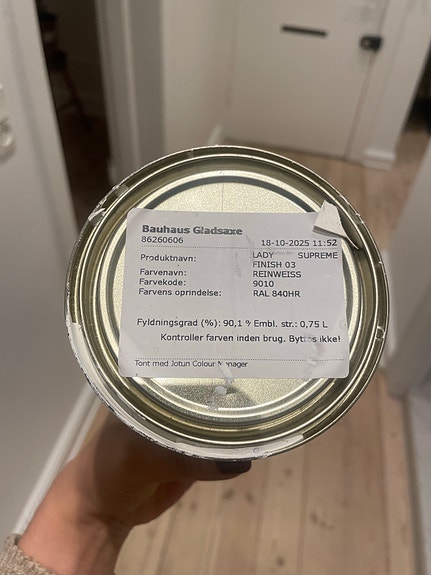 Bauhaus Gladsaxe
86260606 18-10-2025 11:52
Produktnavn: LADY SUPREME
FINISH 03
Farvenavn: REINWEISS
Farvekode: 9010
Farvens oprindelse: RAL 840HR
Fyldningsgrad (%): 90,1 % Embl. str.: 0,75 L
Kontroller farven inden brug. Byttes ikke!
Tont med Jotun Colour Manager